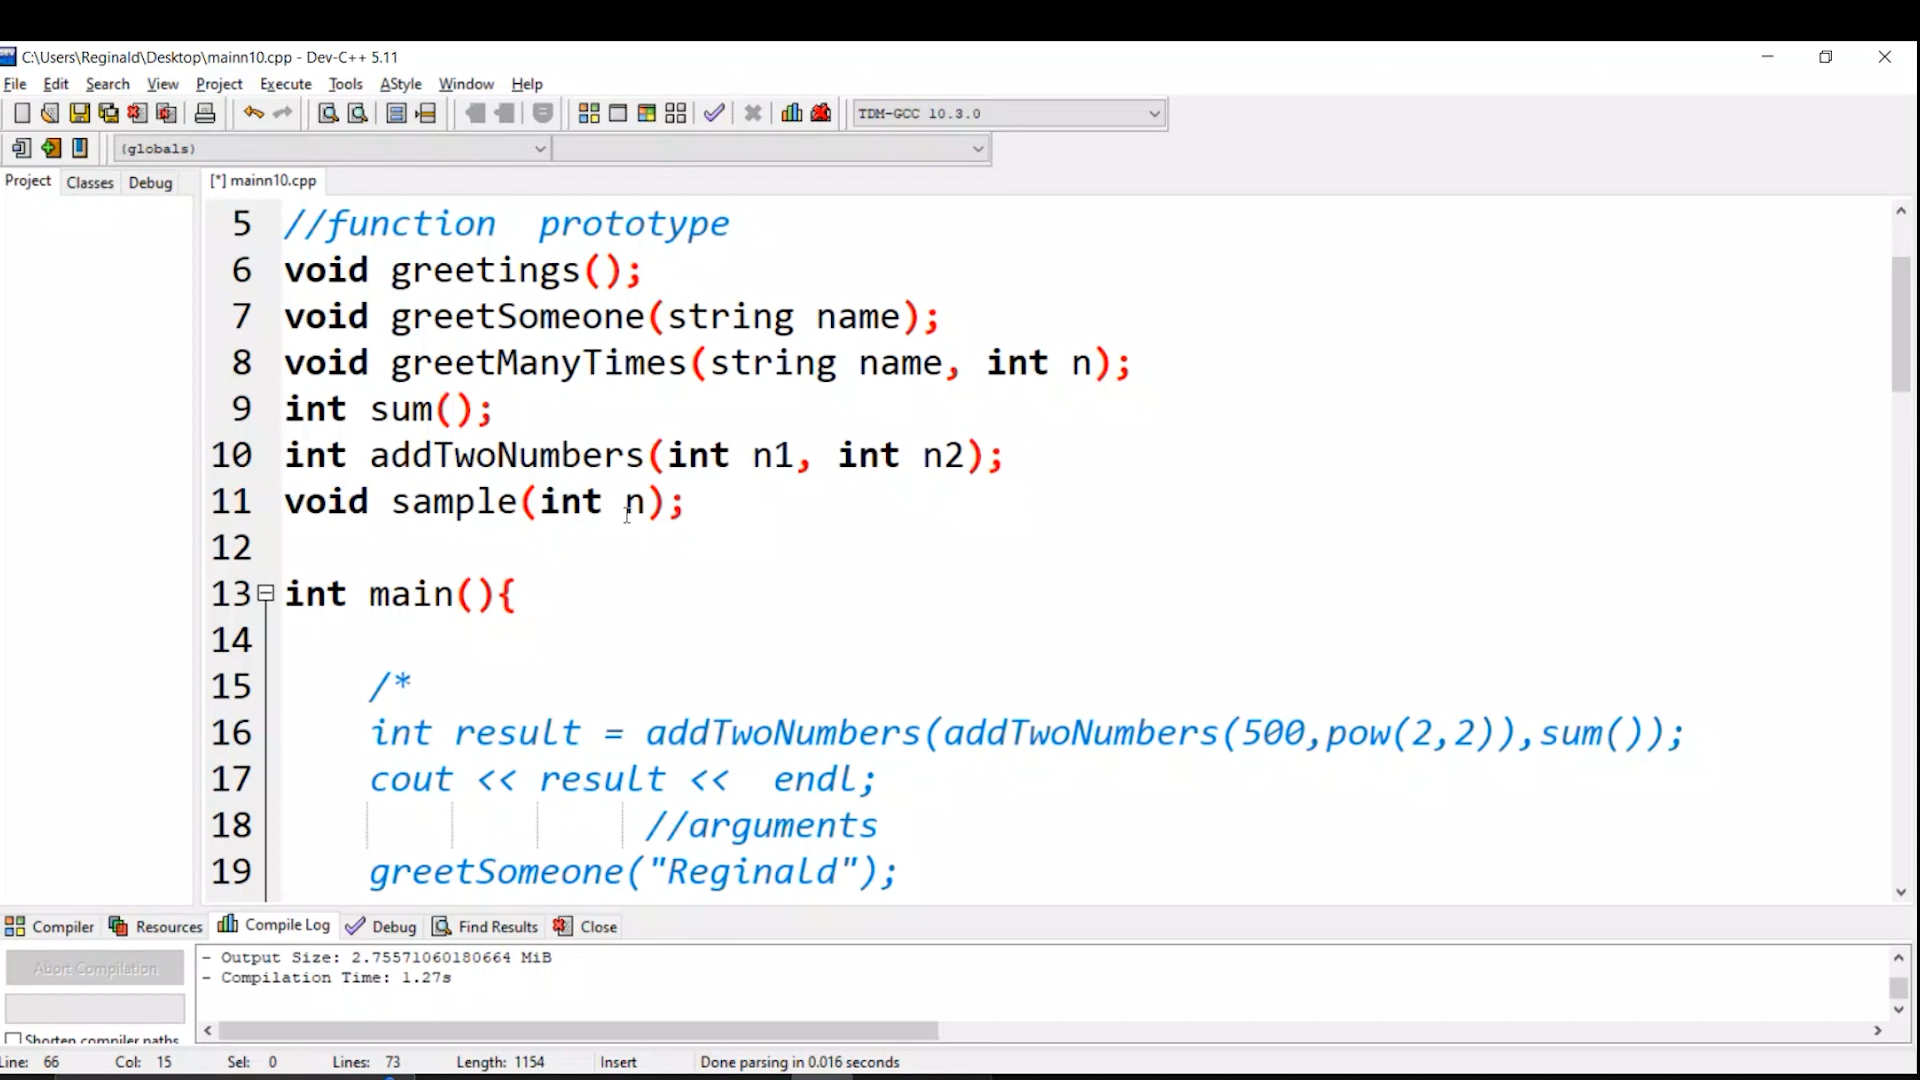 C:\Users\Reginald\Desktop\mainn10.cpp - Dev-C++ 5.11
File Edit Search View Project Execute Tools AStyle Window Help
TDM-GCC 10.3.0
(globals)
Project Classes Debug [*] mainn10.cpp
5 //function  prototype
6 void greetings();
7 void greetSomeone(string name);
8 void greetManyTimes(string name, int n);
9 int sum();
10 int addTwoNumbers(int n1, int n2);
11 void sample(int n);
12
13 int main(){
14
15 /*
16 int result = addTwoNumbers(addTwoNumbers(500,pow(2,2)),sum());
17 cout << result <<  endl;
18 //arguments
19 greetSomeone("Reginald");
Compiler Resources Compile Log Debug Find Results Close
Abort Compilation
- Output Size: 2.75571060180664 MiB
- Compilation Time: 1.27s
Shorten compiler paths
Line: 66 Col: 15 Sel: 0 Lines: 73 Length: 1154 Insert Done parsing in 0.016 seconds